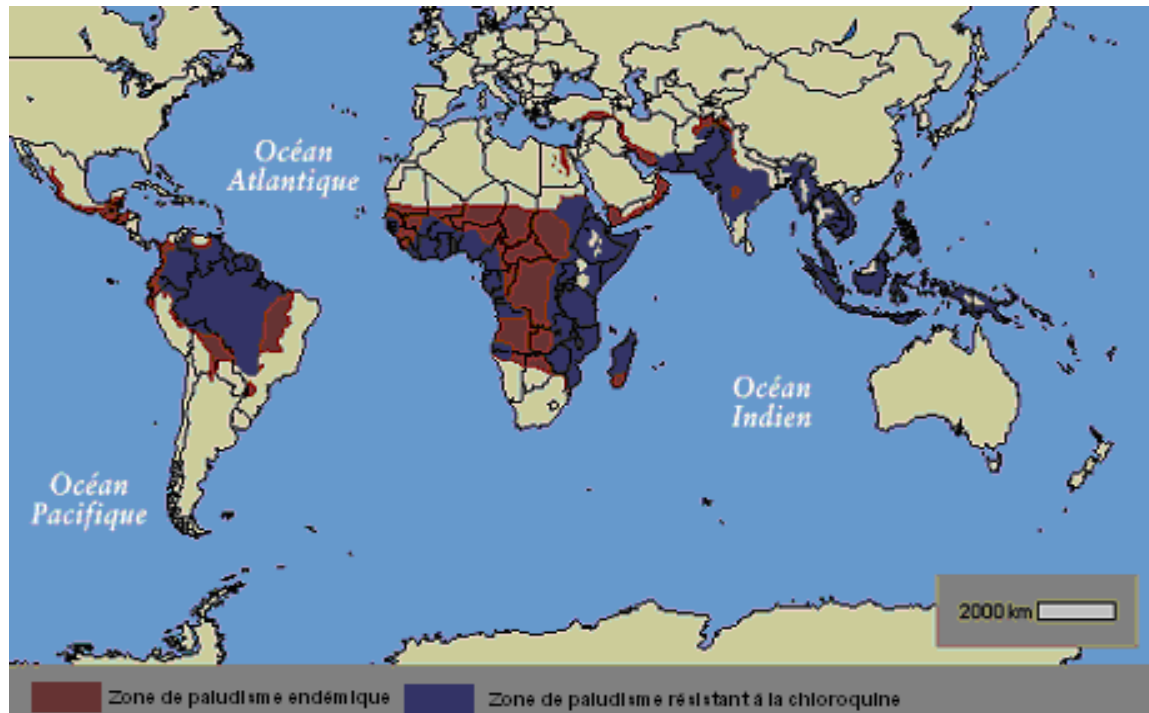 Océan
Atlantique
Océan
Indien
Océan
Pacifique
2000 km
Zone de paludisme endémique
Zone de paludisme résistant à la chloroquine